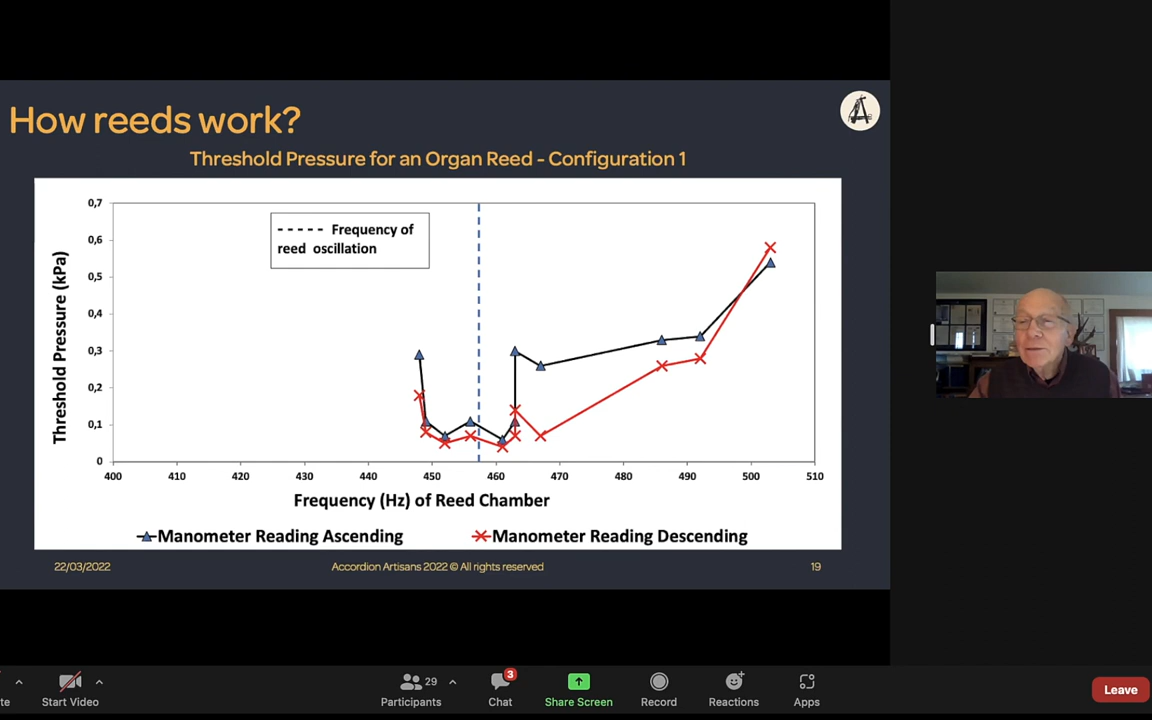 How reeds work?
Threshold Pressure for an Organ Reed - Configuration 1
Threshold Pressure (kPa)
0,7
0,6
0,5
0,4
0,3
0,2
0,1
0
Frequency of
reed oscillation
400 410 420 430 440 450 460 470 480 490 500 510
Frequency (Hz) of Reed Chamber
Manometer Reading Ascending Manometer Reading Descending
22/03/2022 Accordion Artisans 2022 © All rights reserved 19
te Start Video Participants 29 Chat 3 Share Screen Record Reactions Apps Leave